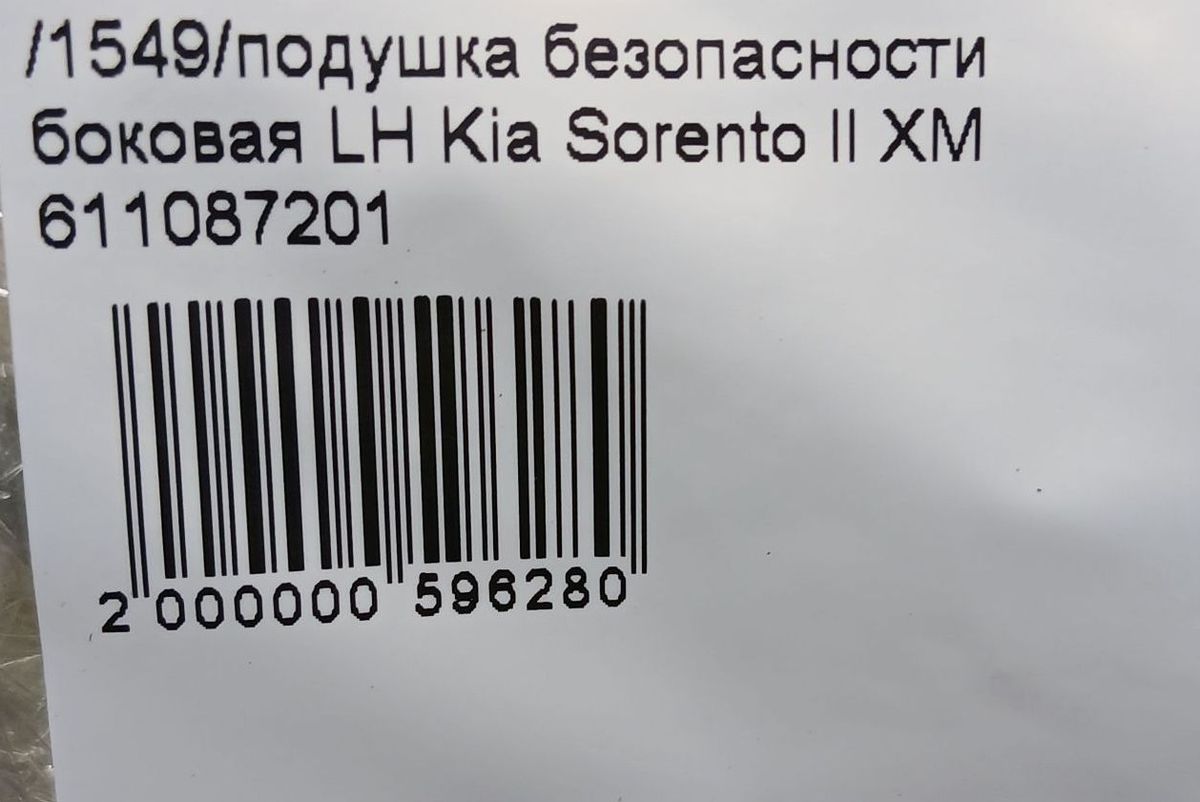 /1549/подушка безопасности
боковая LH Kia Sorento II XM
611087201
2 000000 596280